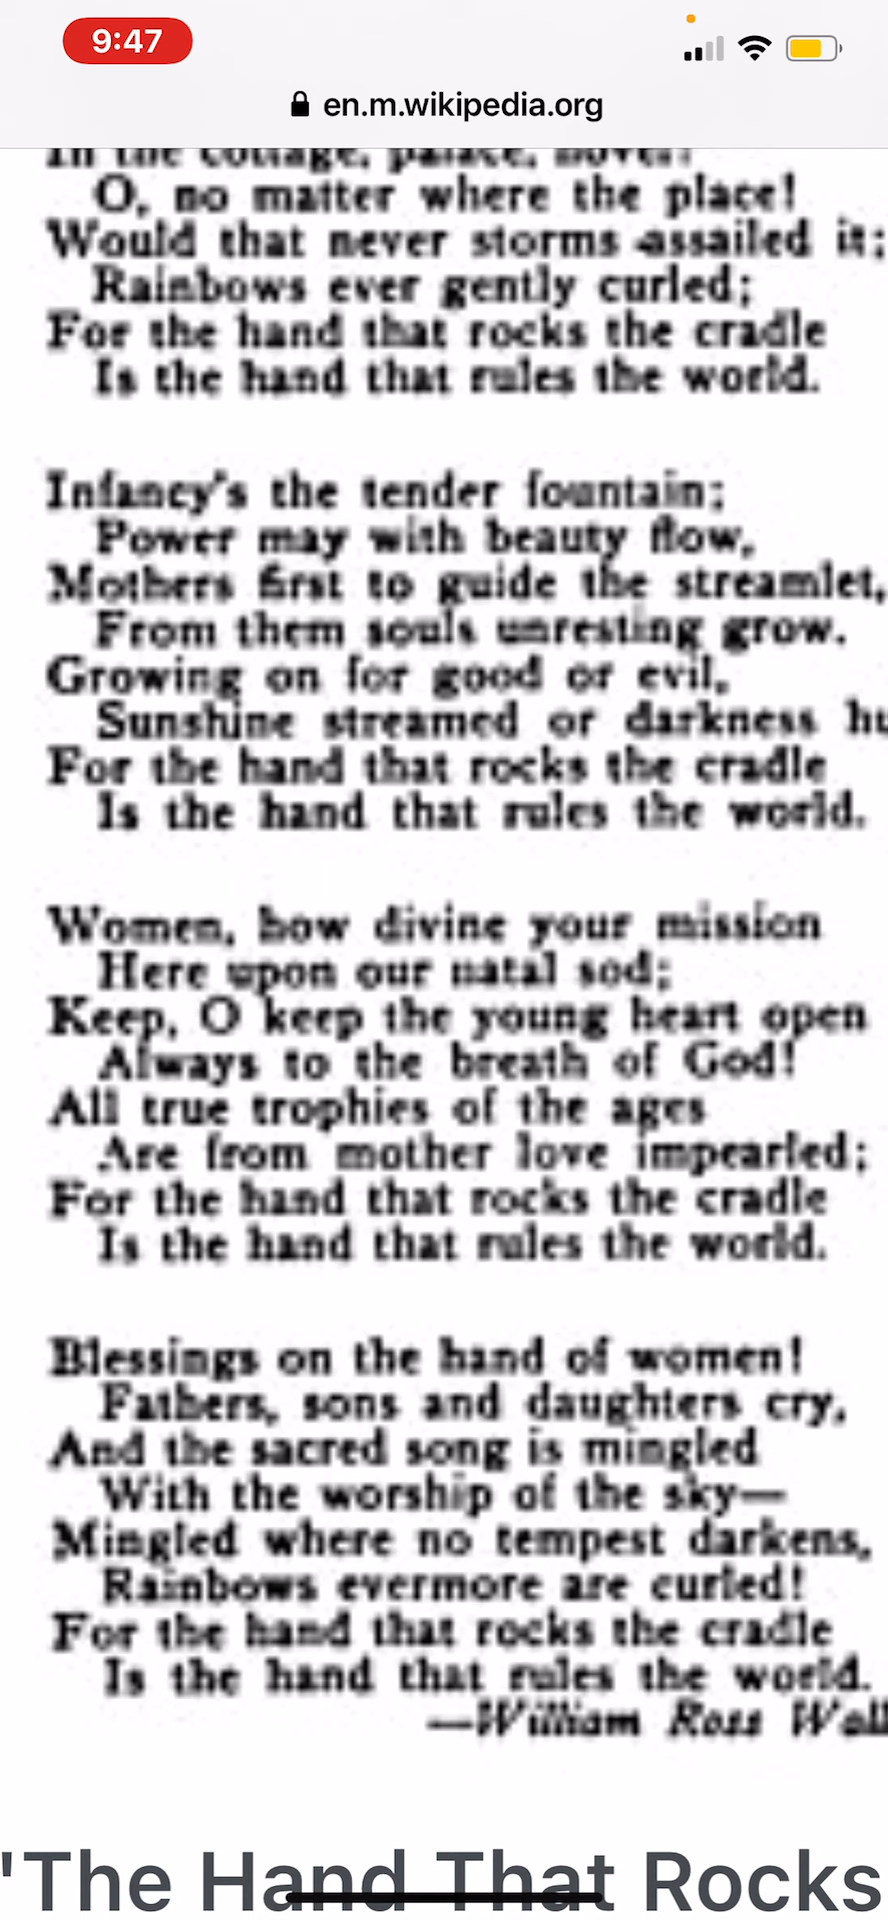 9:47
en.m.wikipedia.org
In the cottage, palace, hovel!
O, no matter where the place!
Would that never storms assailed it;
Rainbows ever gently curled;
For the hand that rocks the cradle
Is the hand that rules the world.
Infancy's the tender fountain;
Power may with beauty flow,
Mothers first to guide the streamlet,
From them souls unresting grow.
Growing on for good or evil,
Sunshine streamed or darkness
For the hand that rocks the cradle
Is the hand that rules the world.
Women, how divine your mission
Here upon our natal sod;
Keep, O keep the young heart open
Always to the breath of God!
All true trophies of the ages
Are from mother love impearled;
For the hand that rocks the cradle
Is the hand that rules the world.
Blessings on the hand of women!
Fathers, sons and daughters cry,
And the sacred song is mingled
With the worship of the sky—
Mingled where no tempest darkens,
Rainbows evermore are curled!
For the hand that rocks the cradle
Is the hand that rules the world.
—William Ross Wall
"The Hand That Rocks